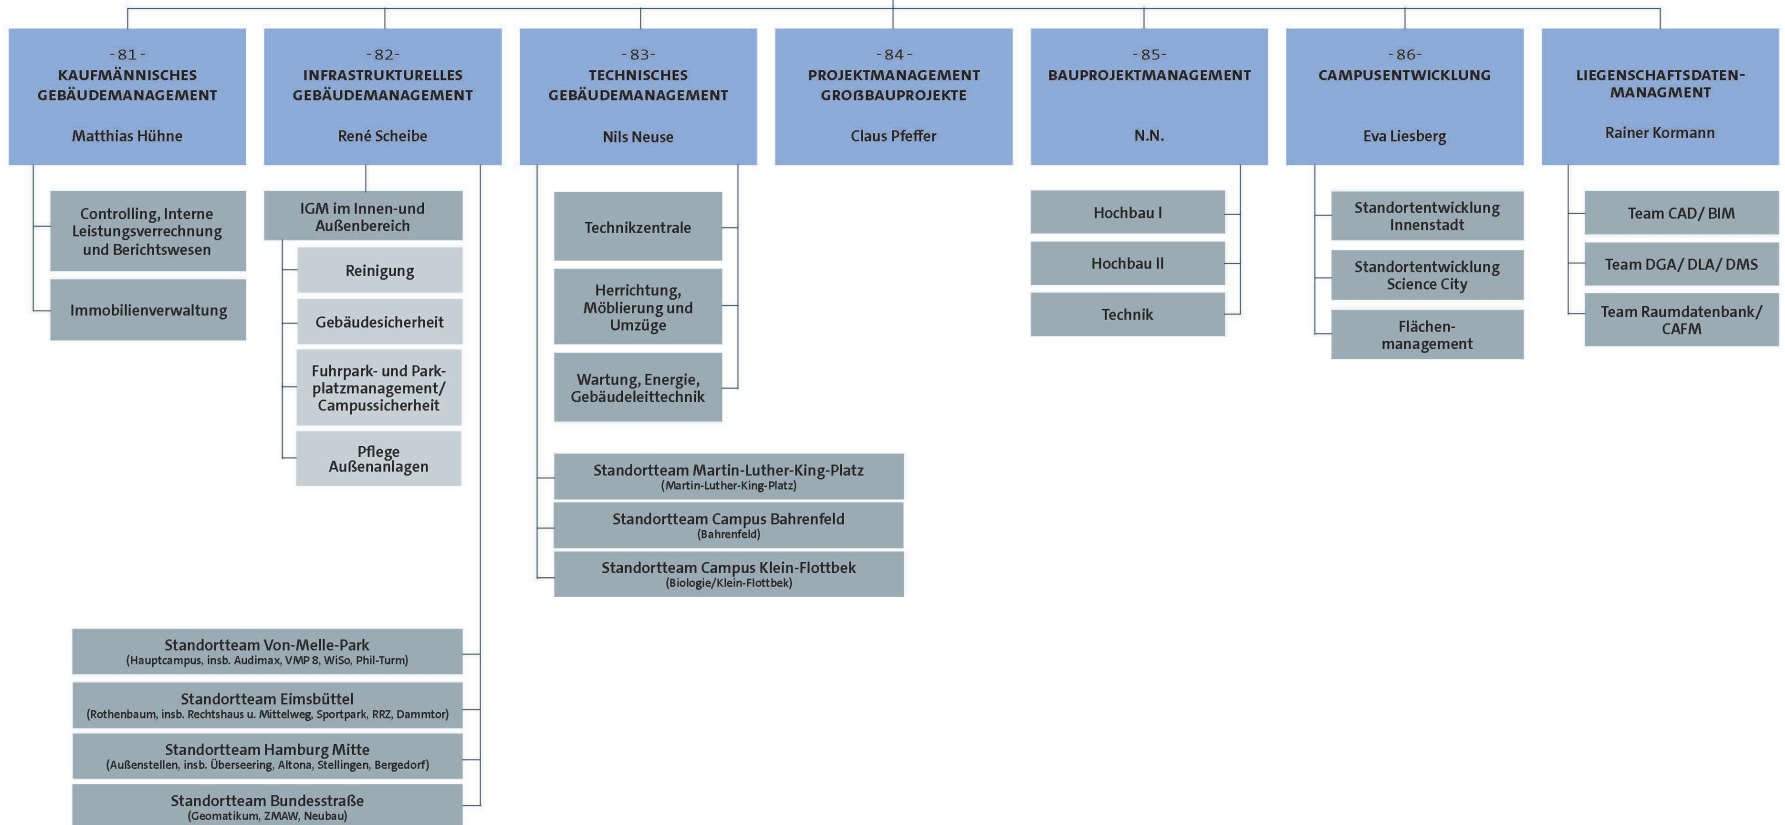 -81-
KAUFMÄNNISCHES
GEBÄUDEMANAGEMENT
Matthias Hühne
Controlling, Interne
Leistungsverrechnung
und Berichtswesen
Immobilienverwaltung
-82-
INFRASTRUKTURELLES
GEBÄUDEMANAGEMENT
René Scheibe
IGM im Innen-und
Außenbereich
Reinigung
Gebäudesicherheit
Fuhrpark- und Park-
platzmanagement/
Campussicherheit
Pflege
Außenanlagen
Standortteam Von-Melle-Park
(Hauptcampus, insb. Audimax, VMP 8, WiSo, Phil-Turm)
Standortteam Eimsbüttel
(Rothenbaum, insb. Rechtshaus u. Mittelweg, Sportpark, RRZ, Dammtor)
Standortteam Hamburg Mitte
(Außenstellen, insb. Überseering, Altona, Stellingen, Bergedorf)
Standortteam Bundesstraße
(Geomatikum, ZMAW, Neubau)
-83-
TECHNISCHES
GEBÄUDEMANAGEMENT
Nils Neuse
Technikzentrale
Herrichtung,
Möblierung und
Umzüge
Wartung, Energie,
Gebäudeleittechnik
Standortteam Martin-Luther-King-Platz
(Martin-Luther-King-Platz)
Standortteam Campus Bahrenfeld
(Bahrenfeld)
Standortteam Campus Klein-Flottbek
(Biologie/Klein-Flottbek)
-84-
PROJEKTMANAGEMENT
GROßBAUPROJEKTE
Claus Pfeffer
-85-
BAUPROJEKTMANAGEMENT
N.N.
Hochbau I
Hochbau II
Technik
-86-
CAMPUSENTWICKLUNG
Eva Liesberg
Standortentwicklung
Innenstadt
Standortentwicklung
Science City
Flächen-
management
LIEGENSCHAFTSDATEN-
MANAGMENT
Rainer Kormann
Team CAD/ BIM
Team DGA/ DLA/ DMS
Team Raumdatenbank/
CAFM